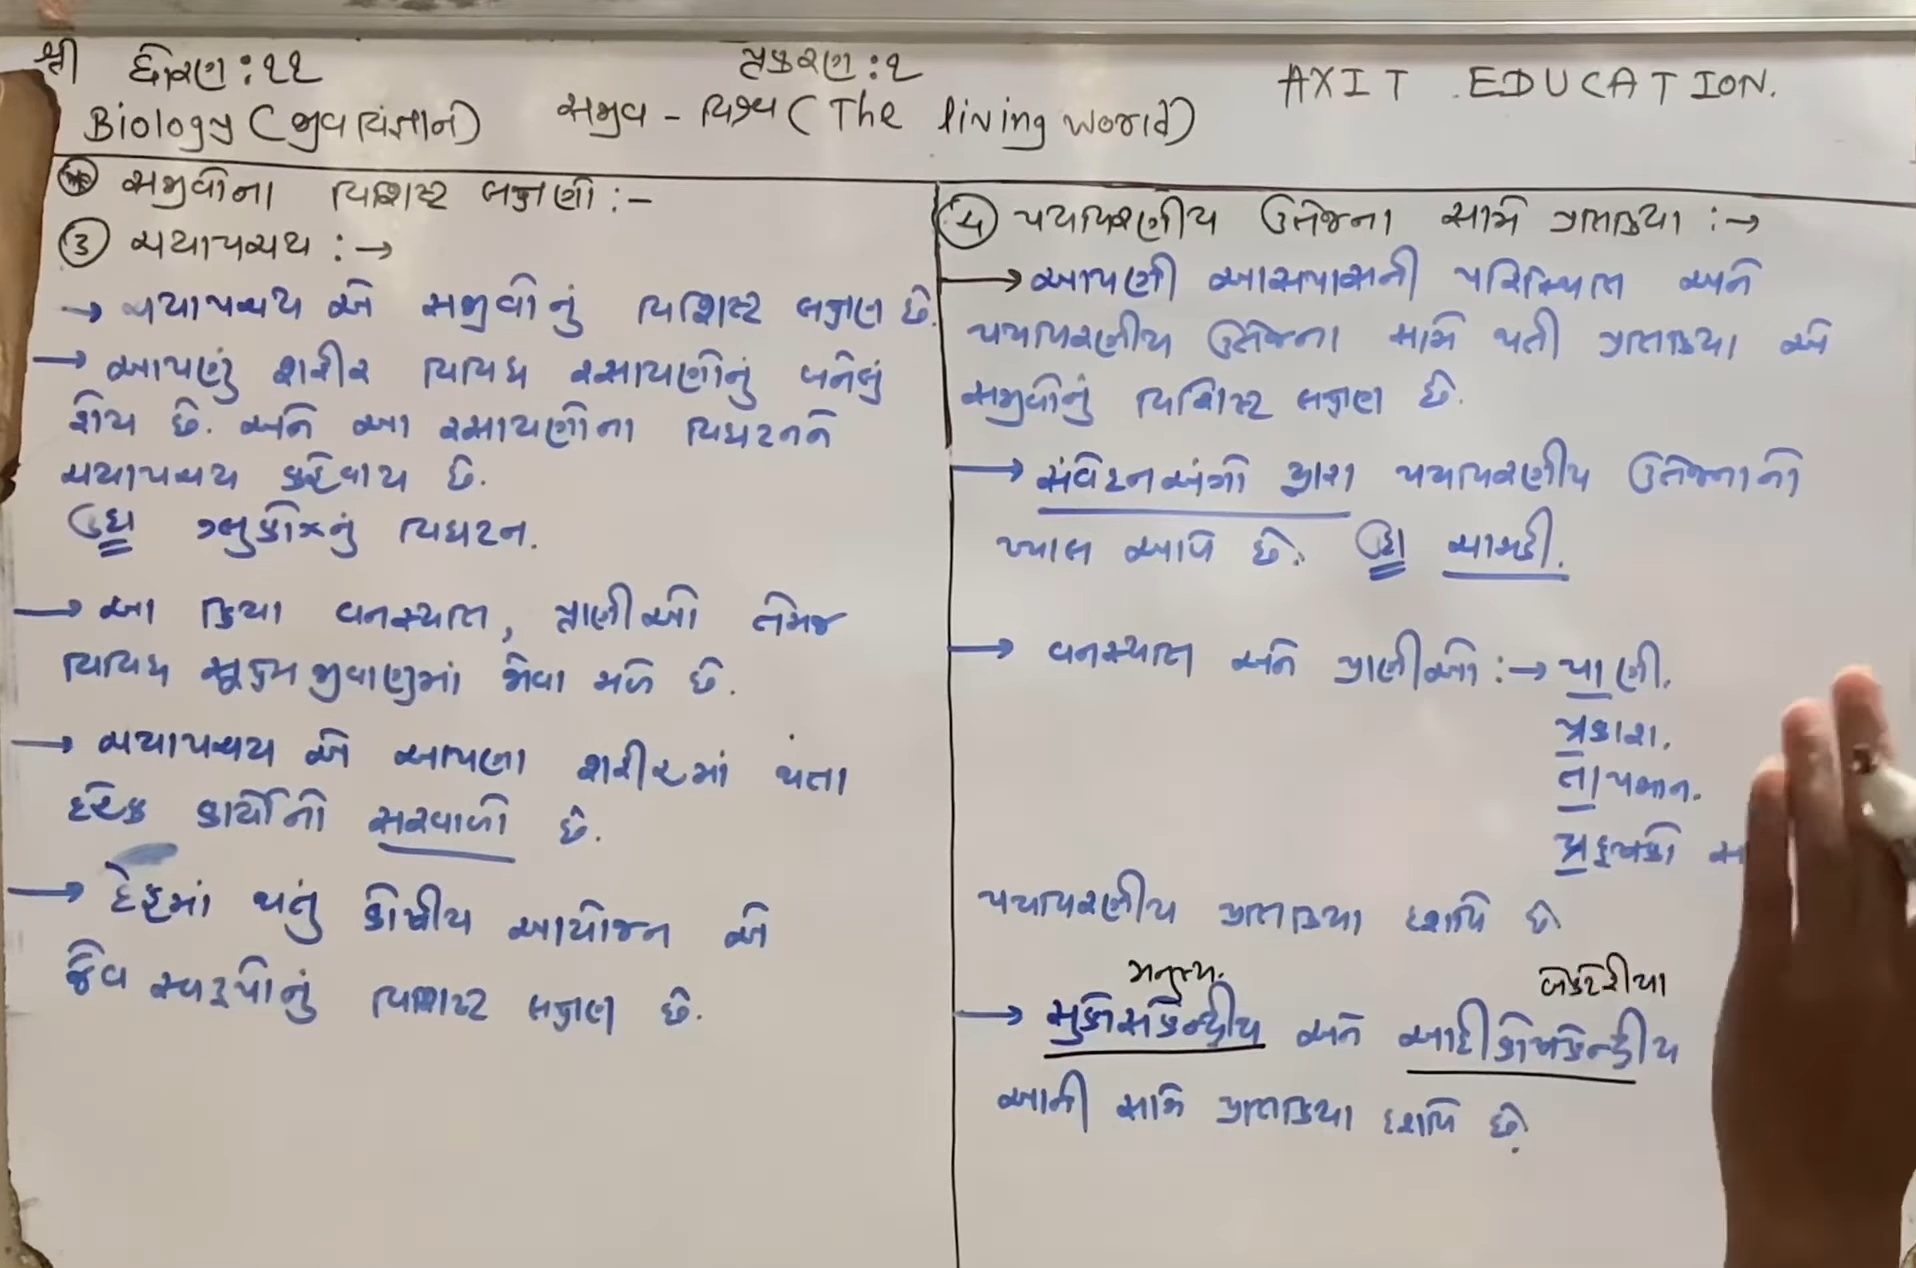 શ્રી ધોરણ : ૧૧ પ્રકરણ : ૧ AXIT EDUCATION.
Biology (જીવવિજ્ઞાન) સજીવ - વિશ્વ (The living world)
સજીવોના વિશિષ્ટ લક્ષણો :-
③ ચયાપચય : →
→ ચયાપચય એ સજીવોનું વિશિષ્ટ લક્ષણ છે.
→ આપણું શરીર વિવિધ રસાયણોનું બનેલું
હોય છે. અને આ રસાયણોના વિઘટનને
ચયાપચય કહેવાય છે.
ઉદા ગ્લુકોઝનું વિઘટન.
→ આ ક્રિયા વનસ્પતિ, પ્રાણીઓ તેમજ
વિવિધ સૂક્ષ્મજીવાણુમાં જોવા મળે છે.
→ ચયાપચય એ આપણા શરીરમાં થતા
દરેક કાર્યોનો સરવાળો છે.
→ દેહમાં થતું કોષીય આયોજન એ
જૈવ સ્વરૂપોનું વિશિષ્ટ લક્ષણ છે.
પર્યાવરણીય ઉત્તેજના સામે પ્રતિક્રિયા : →
→ આપણી આસપાસની પરિસ્થિતિ અને
પર્યાવરણીય ઉત્તેજના સામે થતી પ્રતિક્રિયા એ
સજીવોનું વિશિષ્ટ લક્ષણ છે.
→ સંવેદનઅંગો દ્વારા પર્યાવરણીય ઉત્તેજનાનો
ખ્યાલ આવે છે. ઉદા ચામડી.
→ વનસ્પતિ અને પ્રાણીઓ : → પાણી.
પ્રકાશ.
તાપમાન.
પ્રદુષકો
પર્યાવરણીય પ્રતિક્રિયા દર્શાવે છે
મનુષ્ય. બેક્ટેરીયા
→ સુકોષકેન્દ્રીય અને આદીકોષકેન્દ્રીય
આની સામે પ્રતિક્રિયા દર્શાવે છે.